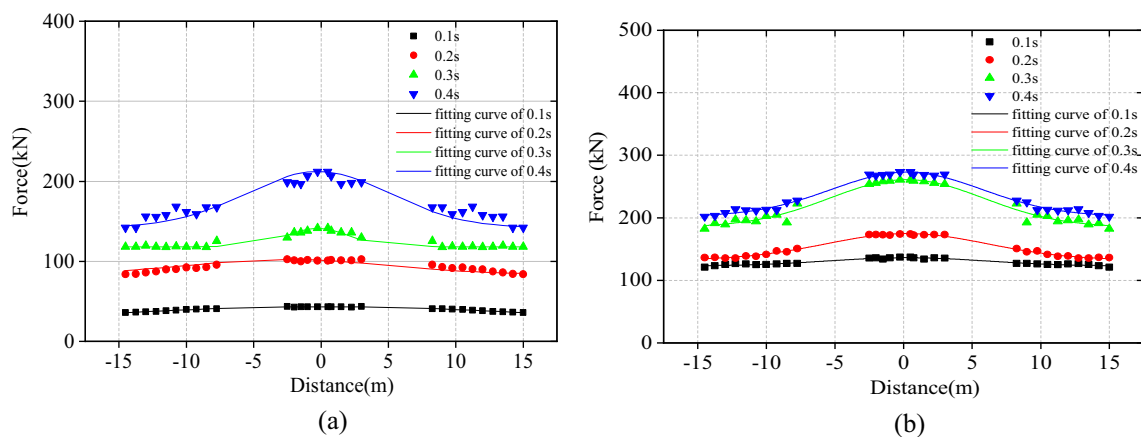 400
300
200
100
0
Force(kN)
-15 -10 -5 0 5 10 15
Distance(m)
0.1s
0.2s
0.3s
0.4s
fitting curve of 0.1s
fitting curve of 0.2s
fitting curve of 0.3s
fitting curve of 0.4s
(a)
500
400
300
200
100
0
Force (kN)
-15 -10 -5 0 5 10 15
Distance(m)
0.1s
0.2s
0.3s
0.4s
fitting curve of 0.1s
fitting curve of 0.2s
fitting curve of 0.3s
fitting curve of 0.4s
(b)